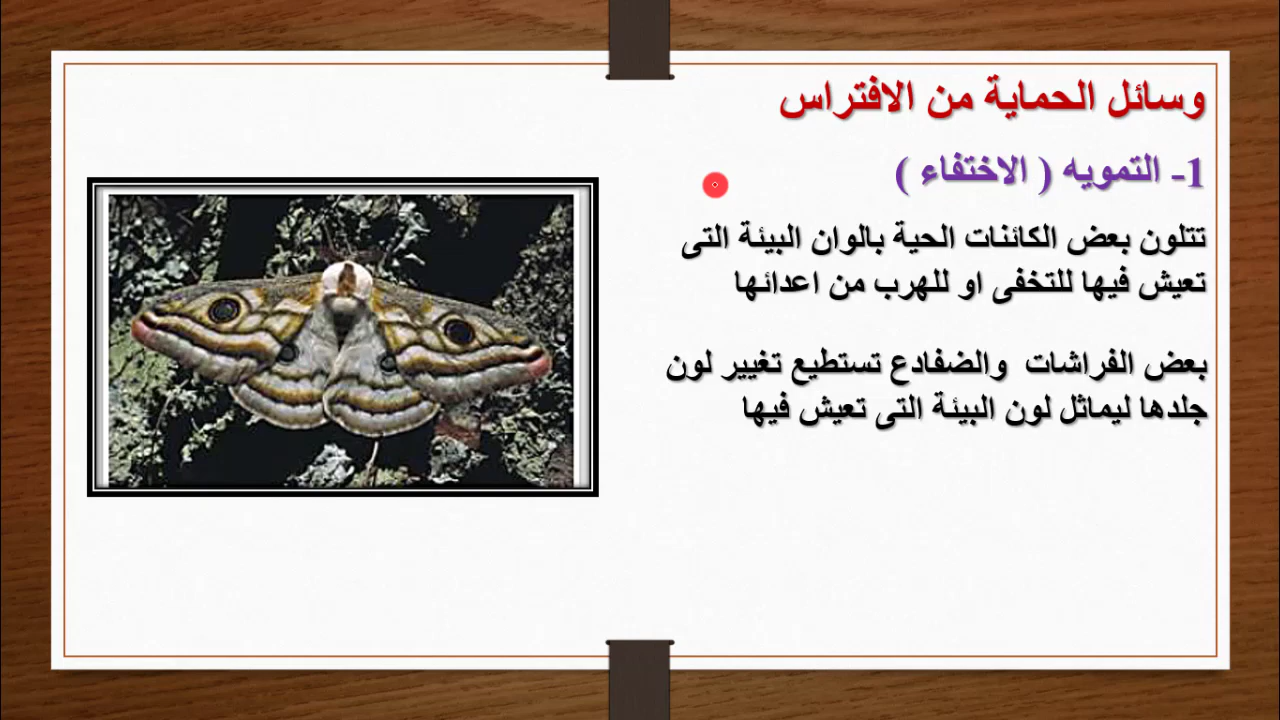 وسائل الحماية من الافتراس
1- التمويه ( الاختفاء )
تتلون بعض الكائنات الحية بالوان البيئة التى
تعيش فيها للتخفى او للهرب من اعدائها
بعض الفراشات والضفادع تستطيع تغيير لون
جلدها ليماثل لون البيئة التى تعيش فيها